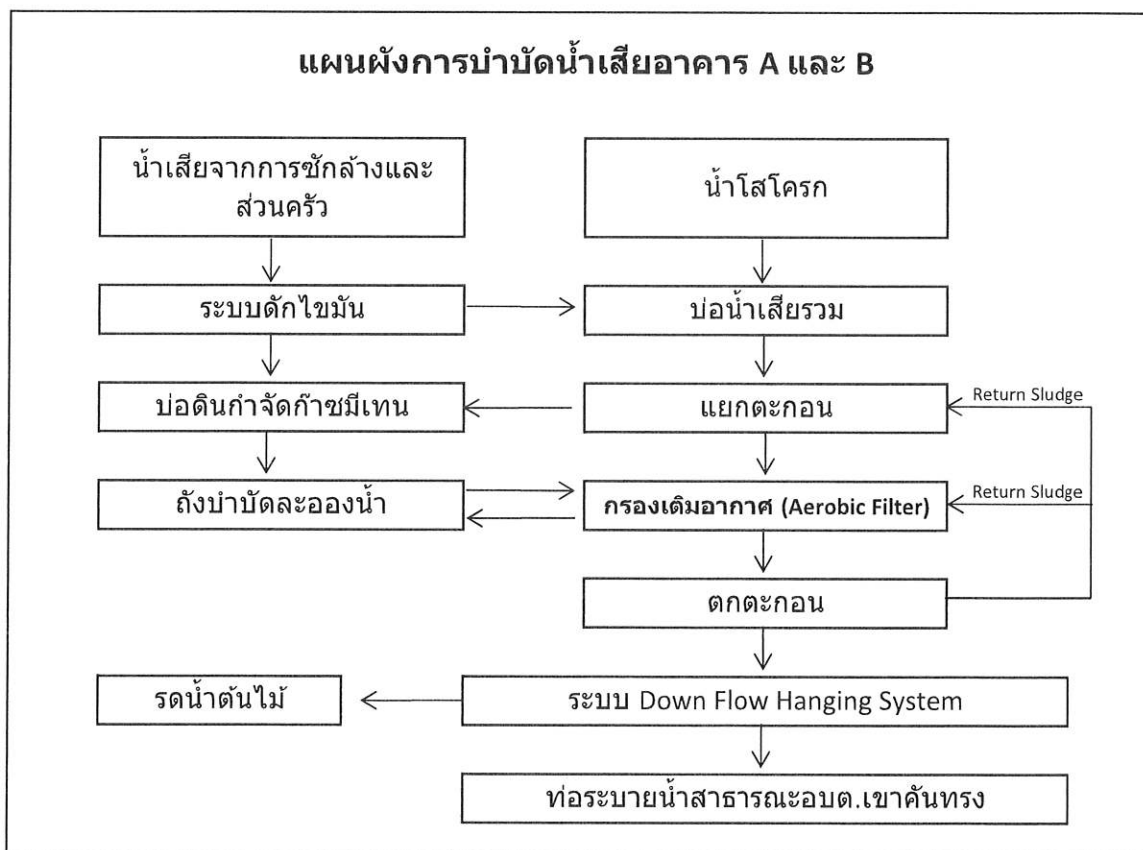 แผนผังการบำบัดน้ำเสียอาคาร A และ B
น้ำเสียจากการซักล้างและ
ส่วนครัว
น้ำโสโครก
ระบบดักไขมัน
บ่อน้ำเสียรวม
บ่อดินกำจัดก๊าซมีเทน
แยกตะกอน
Return Sludge
ถังบำบัดละอองน้ำ
กรองเติมอากาศ (Aerobic Filter)
Return Sludge
ตกตะกอน
รดน้ำต้นไม้
ระบบ Down Flow Hanging System
ท่อระบายน้ำสาธารณะอบต.เขาคันทรง